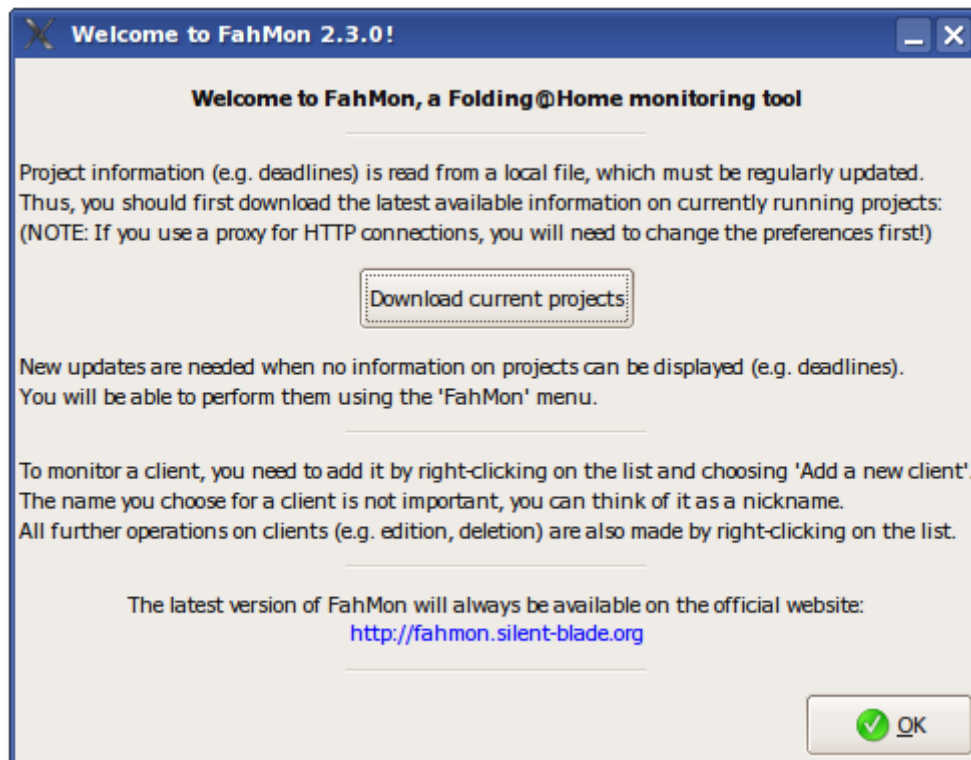 Welcome to FahMon 2.3.0!
Welcome to FahMon, a Folding@Home monitoring tool
Project information (e.g. deadlines) is read from a local file, which must be regularly updated.
Thus, you should first download the latest available information on currently running projects:
(NOTE: If you use a proxy for HTTP connections, you will need to change the preferences first!)
Download current projects
New updates are needed when no information on projects can be displayed (e.g. deadlines).
You will be able to perform them using the 'FahMon' menu.
To monitor a client, you need to add it by right-clicking on the list and choosing 'Add a new client'.
The name you choose for a client is not important, you can think of it as a nickname.
All further operations on clients (e.g. edition, deletion) are also made by right-clicking on the list.
The latest version of FahMon will always be available on the official website:
http://fahmon.silent-blade.org
OK